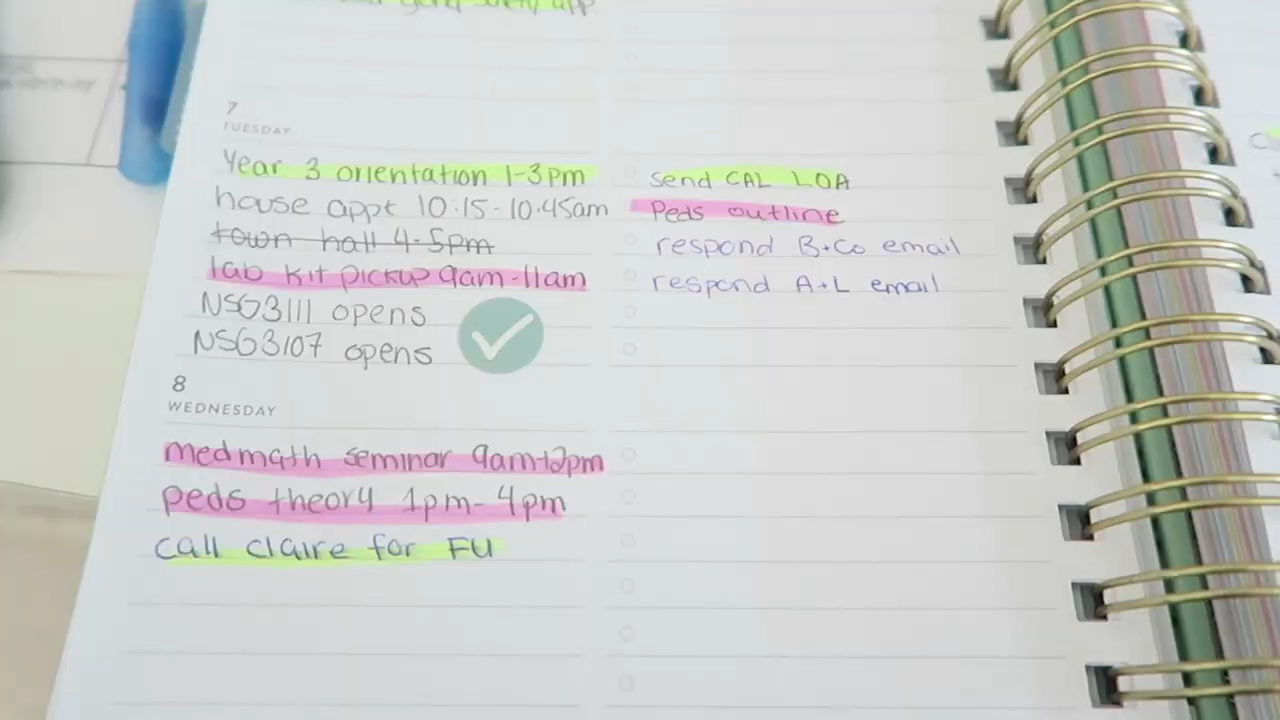 app
7
TUESDAY
Year 3 orientation 1-3pm
house appt 10:15-10:45am
town hall 4-5pm
lab kit pickup 9am-11am
NSG3111 opens
NSG3107 opens
send CAL LOA
Peds outline
respond B+Co email
respond A+L email
8
WEDNESDAY
medmath seminar 9am-12pm
peds theory 1pm-4pm
call claire for FU